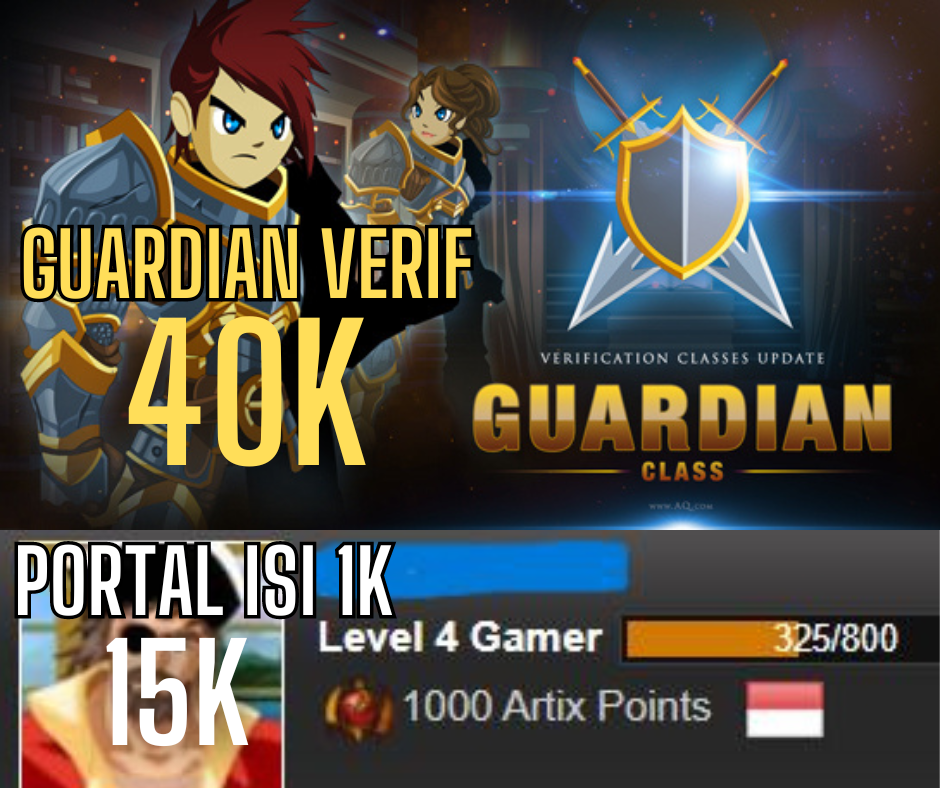 GUARDIAN VERIF
40K
VERIFICATION CLASSES UPDATE
GUARDIAN
CLASS
WWW.AQ.COM
PORTAL ISI 1K
15K
Level 4 Gamer
325/800
1000 Artix Points